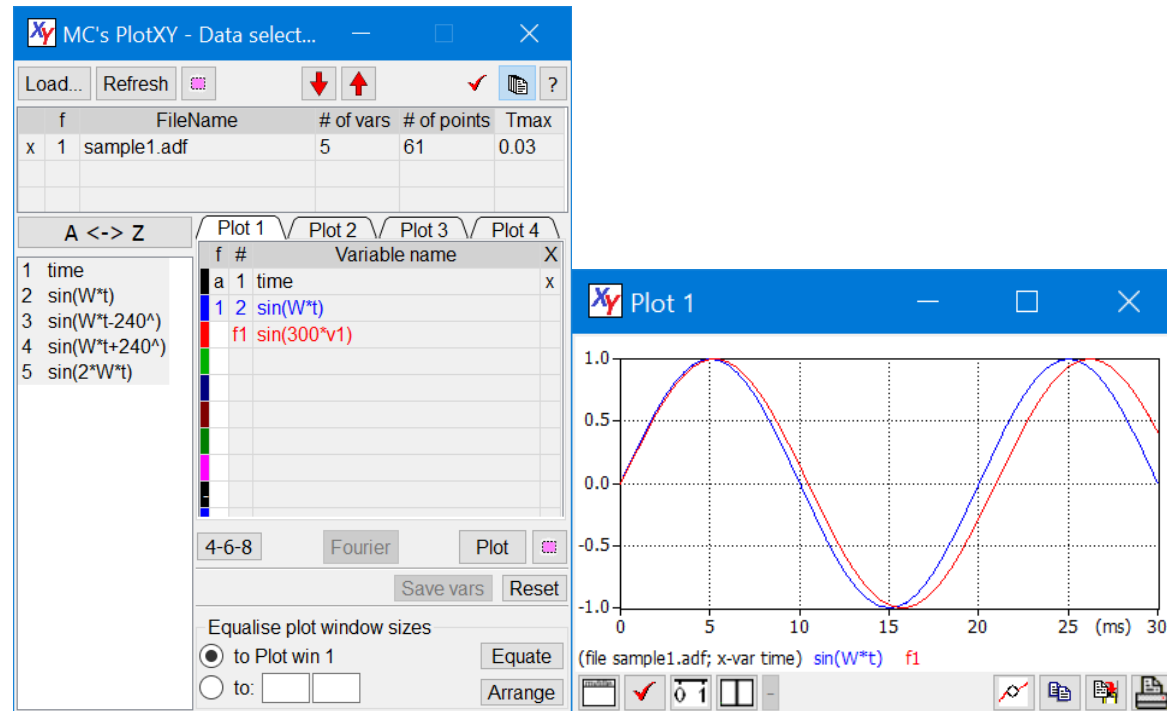 Xy MC's PlotXY - Data select...
Load... Refresh ?
f FileName # of vars # of points Tmax
x 1 sample1.adf 5 61 0.03
A <-> Z
Plot 1 Plot 2 Plot 3 Plot 4
f # Variable name X
1 time
2 sin(W*t)
3 sin(W*t-240^)
4 sin(W*t+240^)
5 sin(2*W*t)
a 1 time x
1 2 sin(W*t)
f1 sin(300*v1)
4-6-8 Fourier Plot
Save vars Reset
Equalise plot window sizes
to Plot win 1 Equate
to: Arrange
Xy Plot 1
1.0
0.5
0.0
-0.5
-1.0
0 5 10 15 20 25 (ms) 30
(file sample1.adf; x-var time) sin(W*t) f1
0 1